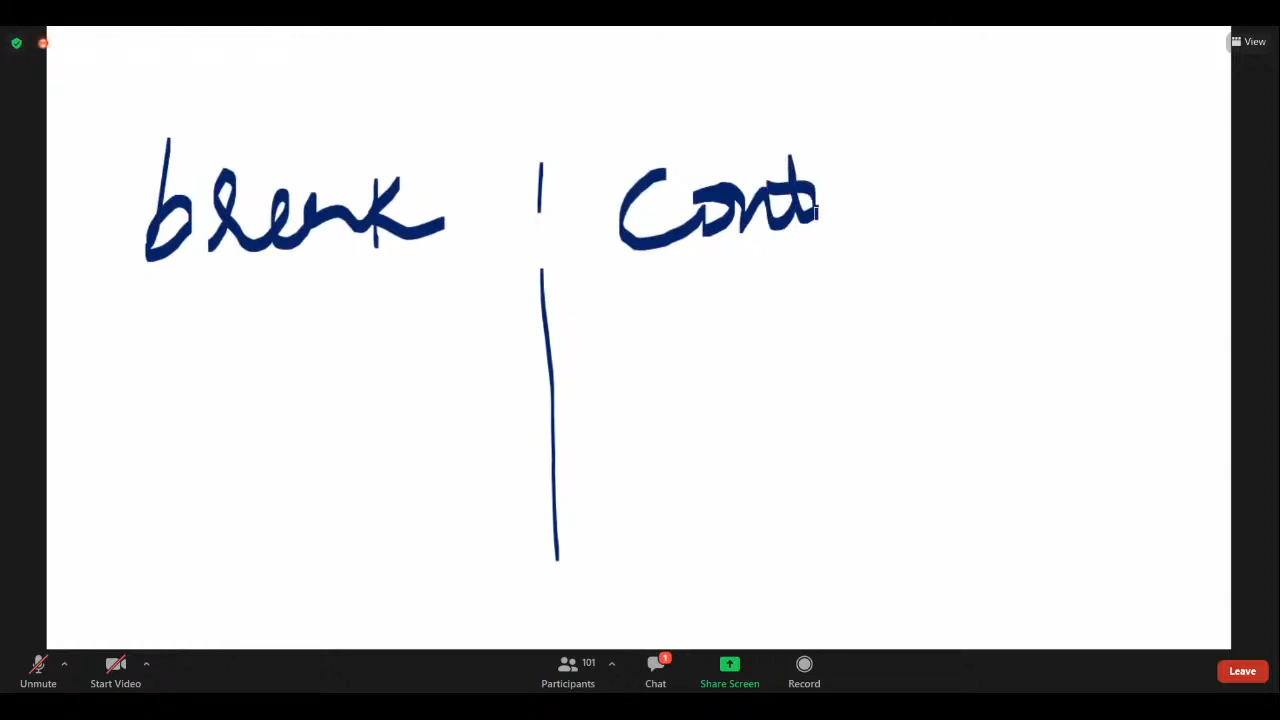 View
break cont
Unmute Start Video 101 Participants 1 Chat Share Screen Record Leave